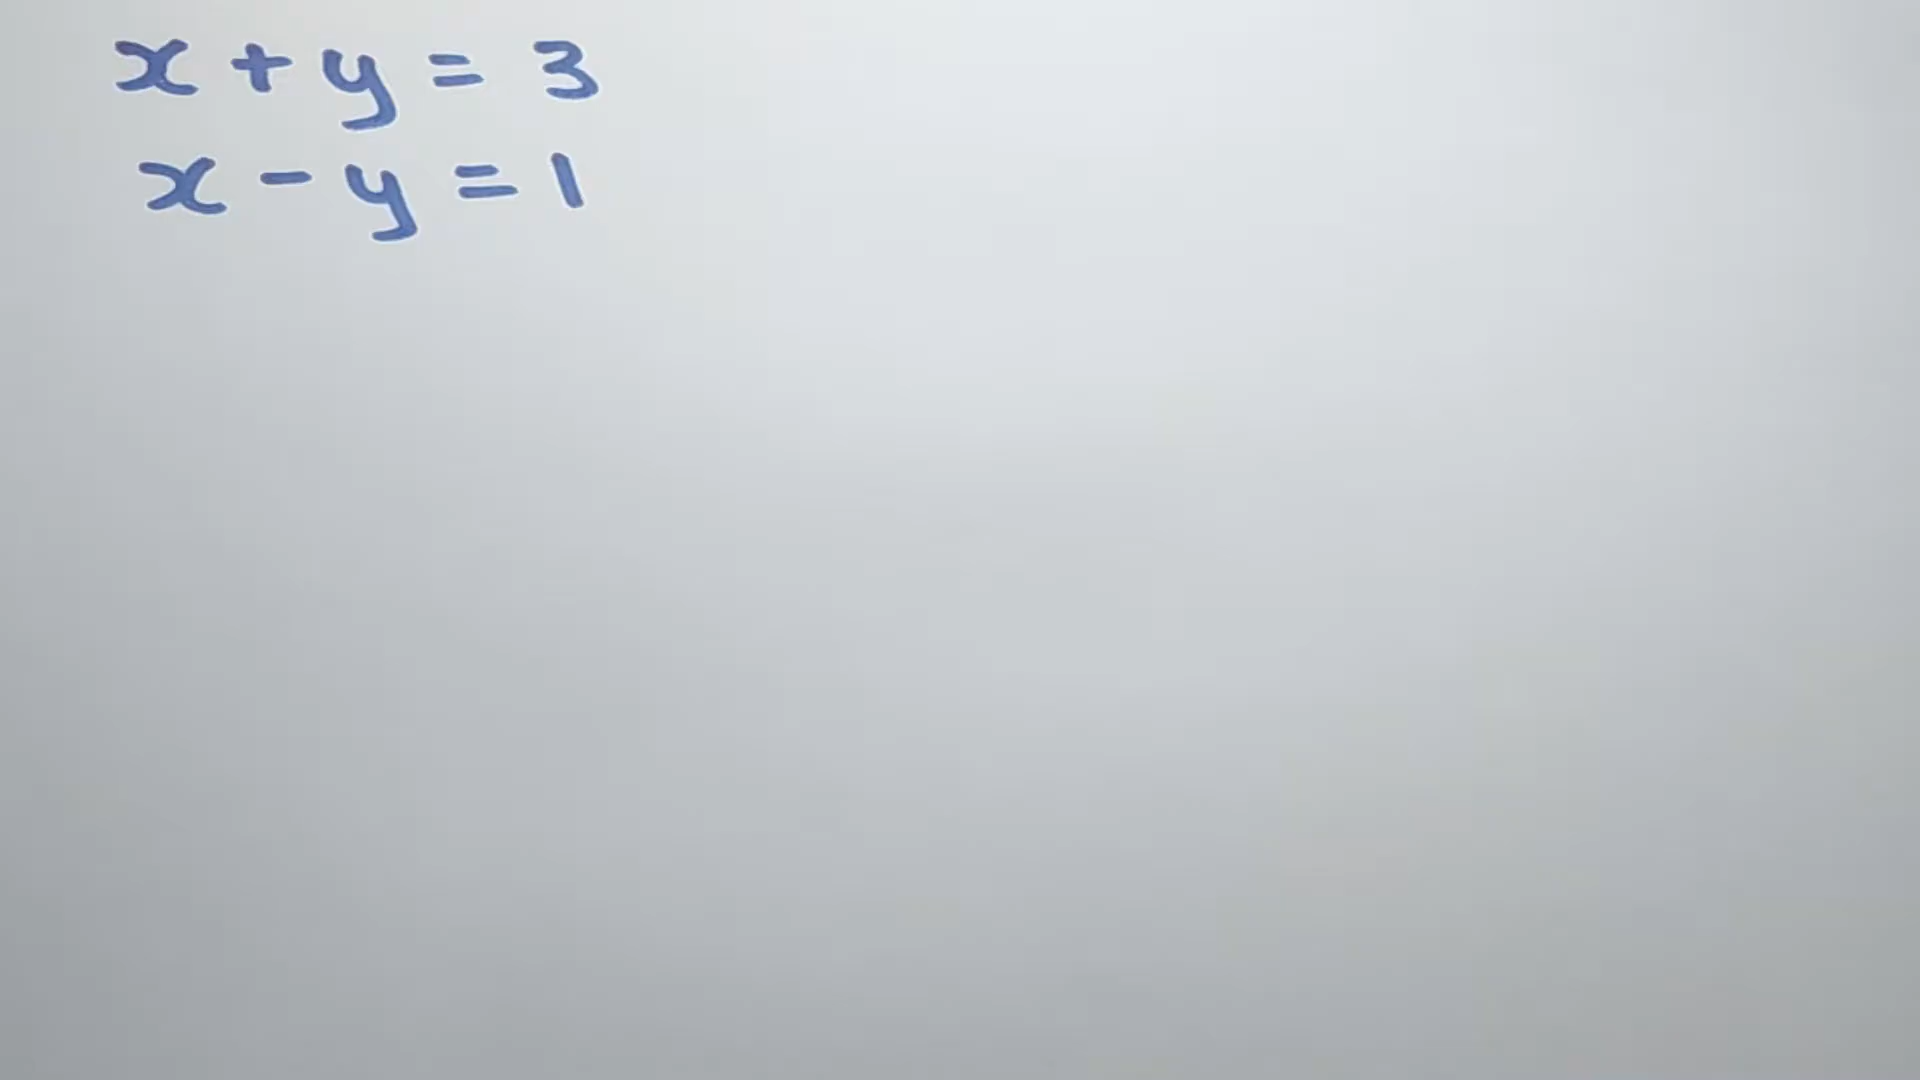 x + y = 3
x - y = 1